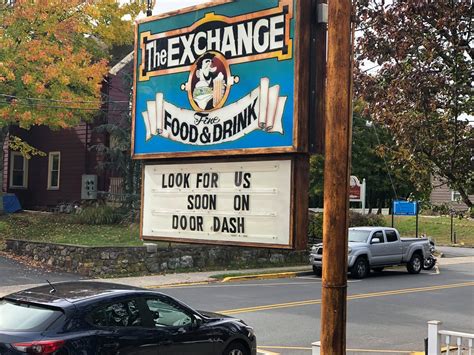 The EXCHANGE
Fine
FOOD & DRINK
LOOK FOR US
SOON ON
DOOR DASH